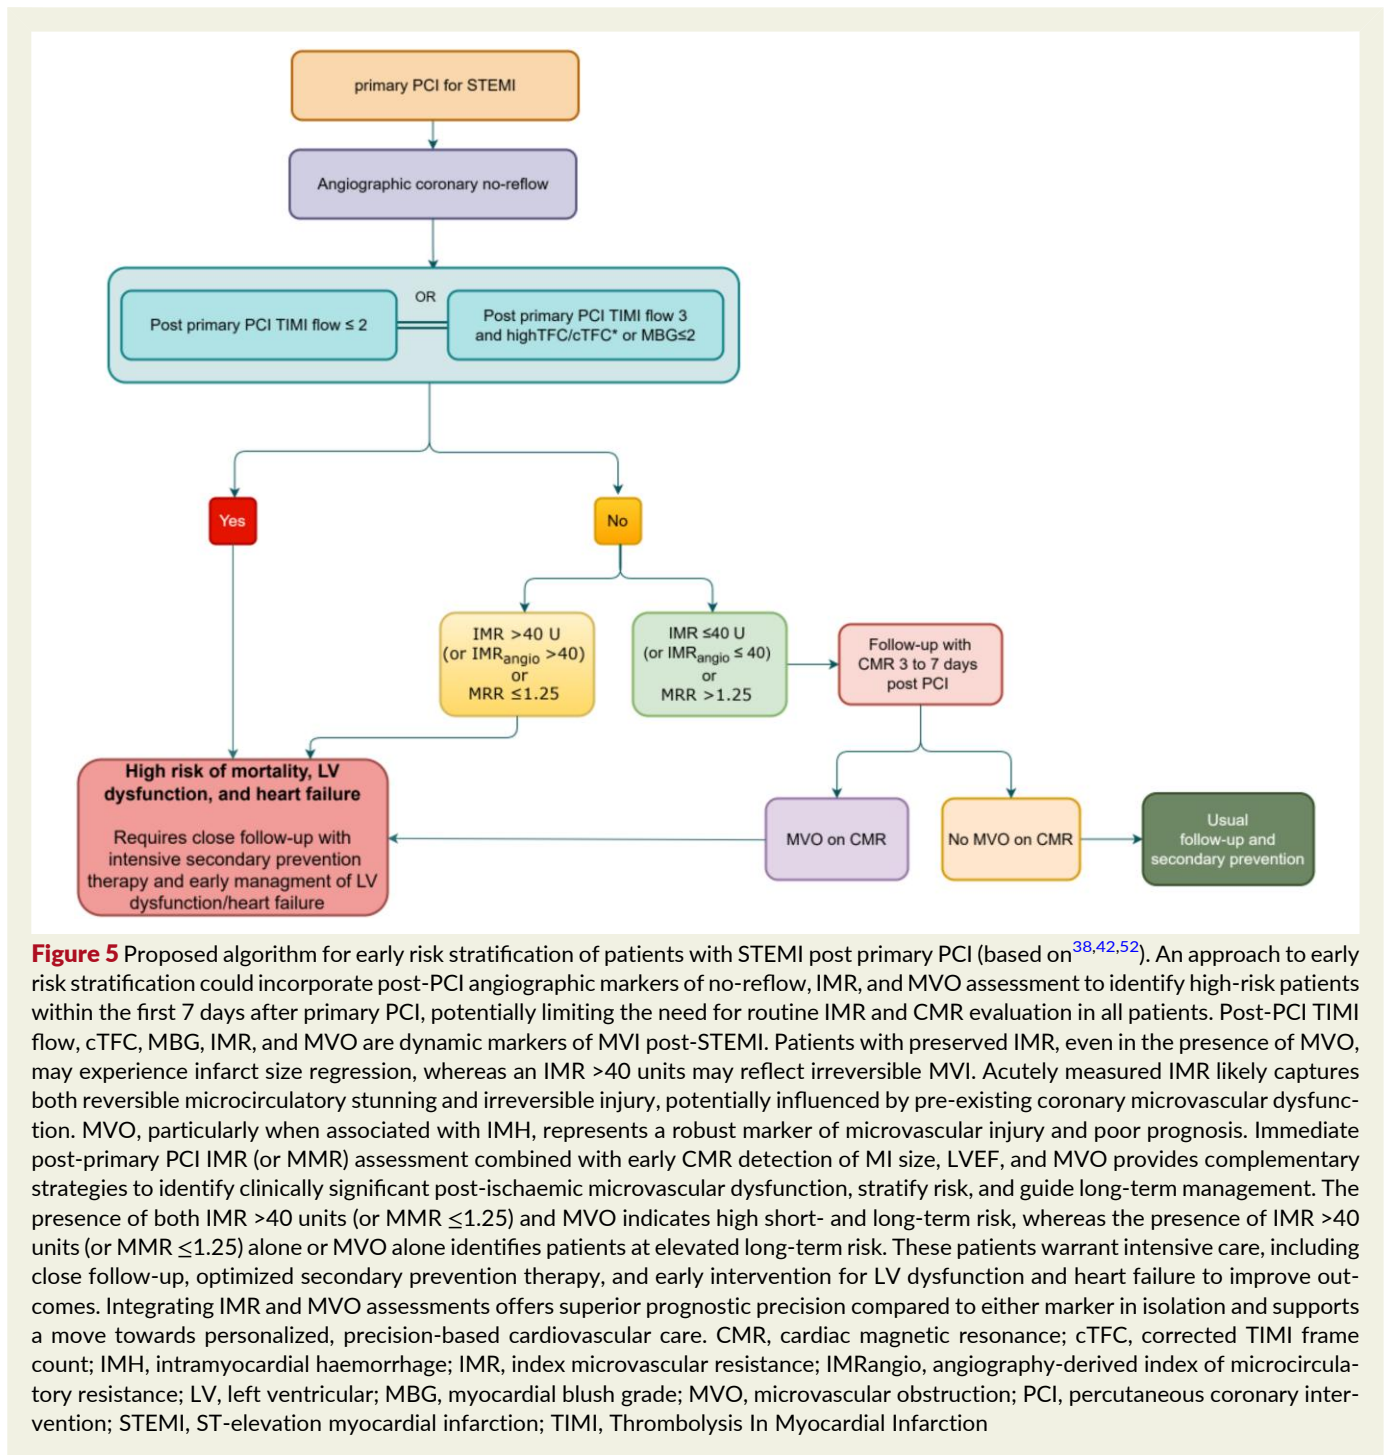 primary PCI for STEMI
Angiographic coronary no-reflow
OR
Post primary PCI TIMI flow ≤ 2
Post primary PCI TIMI flow 3
and highTFC/cTFC* or MBG≤2
Yes
No
IMR >40 U
(or IMRangio >40)
or
MRR ≤1.25
IMR ≤40 U
(or IMRangio ≤ 40)
or
MRR >1.25
Follow-up with
CMR 3 to 7 days
post PCI
High risk of mortality, LV
dysfunction, and heart failure
Requires close follow-up with
intensive secondary prevention
therapy and early managment of LV
dysfunction/heart failure
MVO on CMR
No MVO on CMR
Usual
follow-up and
secondary prevention
Figure 5 Proposed algorithm for early risk stratification of patients with STEMI post primary PCI (based on38,42,52). An approach to early
risk stratification could incorporate post-PCI angiographic markers of no-reflow, IMR, and MVO assessment to identify high-risk patients
within the first 7 days after primary PCI, potentially limiting the need for routine IMR and CMR evaluation in all patients. Post-PCI TIMI
flow, cTFC, MBG, IMR, and MVO are dynamic markers of MVI post-STEMI. Patients with preserved IMR, even in the presence of MVO,
may experience infarct size regression, whereas an IMR >40 units may reflect irreversible MVI. Acutely measured IMR likely captures
both reversible microcirculatory stunning and irreversible injury, potentially influenced by pre-existing coronary microvascular dysfunc-
tion. MVO, particularly when associated with IMH, represents a robust marker of microvascular injury and poor prognosis. Immediate
post-primary PCI IMR (or MMR) assessment combined with early CMR detection of MI size, LVEF, and MVO provides complementary
strategies to identify clinically significant post-ischaemic microvascular dysfunction, stratify risk, and guide long-term management. The
presence of both IMR >40 units (or MMR ≤1.25) and MVO indicates high short- and long-term risk, whereas the presence of IMR >40
units (or MMR ≤1.25) alone or MVO alone identifies patients at elevated long-term risk. These patients warrant intensive care, including
close follow-up, optimized secondary prevention therapy, and early intervention for LV dysfunction and heart failure to improve out-
comes. Integrating IMR and MVO assessments offers superior prognostic precision compared to either marker in isolation and supports
a move towards personalized, precision-based cardiovascular care. CMR, cardiac magnetic resonance; cTFC, corrected TIMI frame
count; IMH, intramyocardial haemorrhage; IMR, index microvascular resistance; IMRangio, angiography-derived index of microcircula-
tory resistance; LV, left ventricular; MBG, myocardial blush grade; MVO, microvascular obstruction; PCI, percutaneous coronary inter-
vention; STEMI, ST-elevation myocardial infarction; TIMI, Thrombolysis In Myocardial Infarction